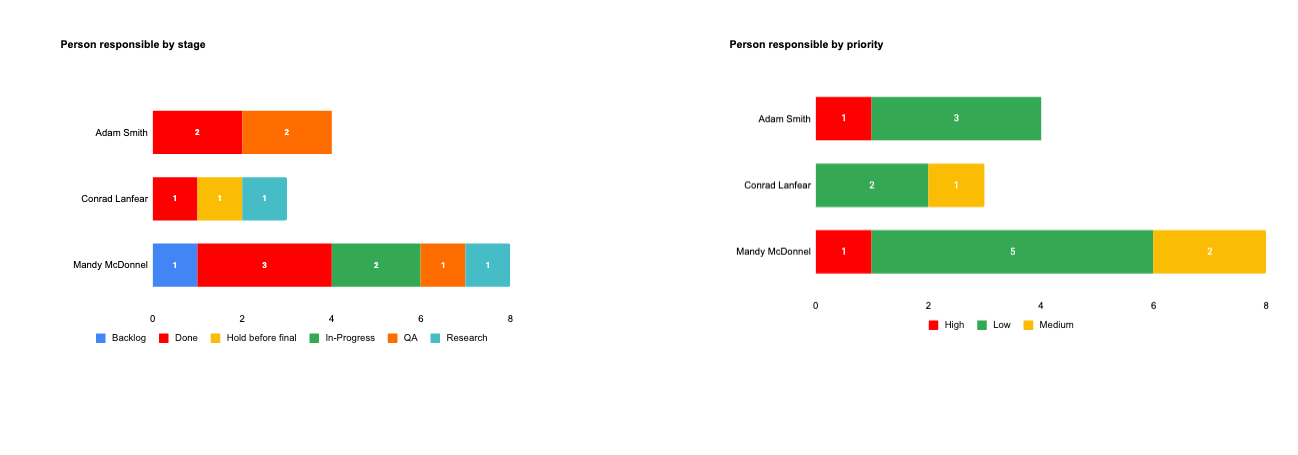 Person responsible by stage
Adam Smith 2 2
Conrad Lanfear 1 1 1
Mandy McDonnel 1 3 2 1 1
0 2 4 6 8
Backlog Done Hold before final In-Progress QA Research
Person responsible by priority
Adam Smith 1 3
Conrad Lanfear 2 1
Mandy McDonnel 1 5 2
0 2 4 6 8
High Low Medium